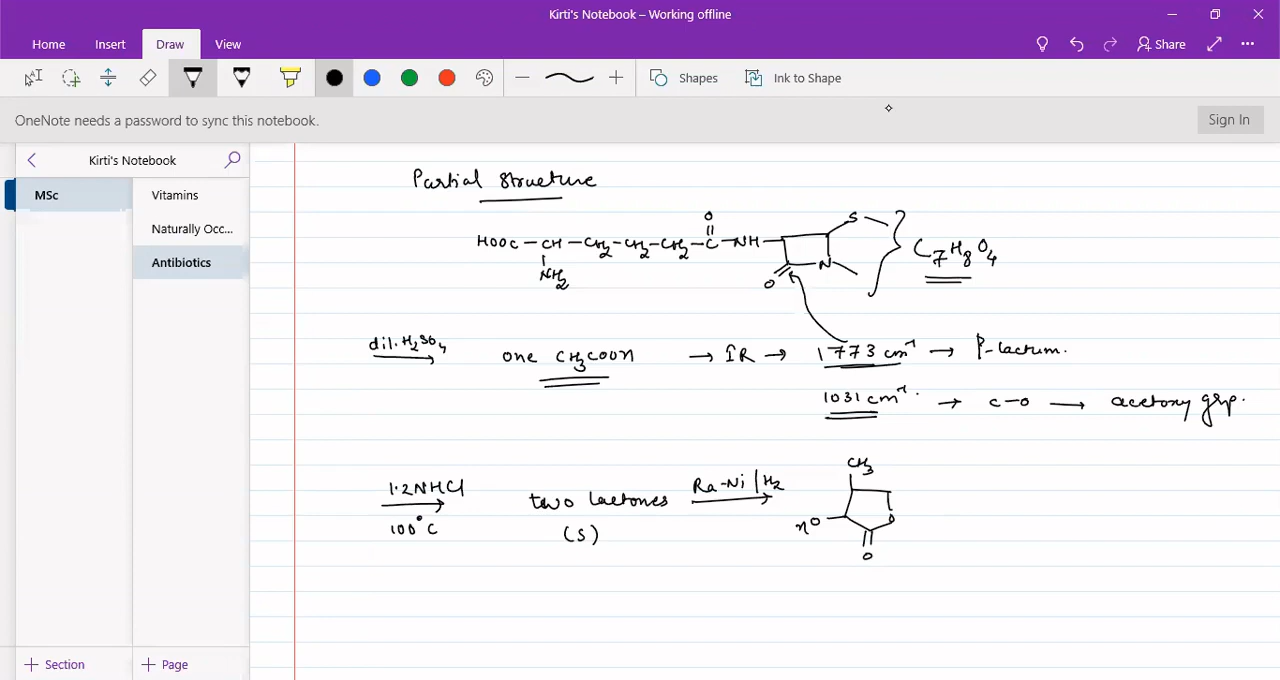 Kirti's Notebook – Working offline
Home Insert Draw View Share
Shapes Ink to Shape
OneNote needs a password to sync this notebook. Sign In
Kirti's Notebook
MSc
Vitamins
Naturally Occ...
Antibiotics
Partial Structure
HOOC – CH – CH2 – CH2 – CH2 – C – NH
O
NH2
O
N
S
C7H8O4
dil. H2SO4 → one CH3COOH → IR → 1773 cm⁻¹ → β-lactum.
1031 cm⁻¹ → C–O → acetoxy grp.
1.2NHCl
100°C
two lactones
(S)
Ra-Ni / H2
CH3
HO
O
O
+ Section + Page